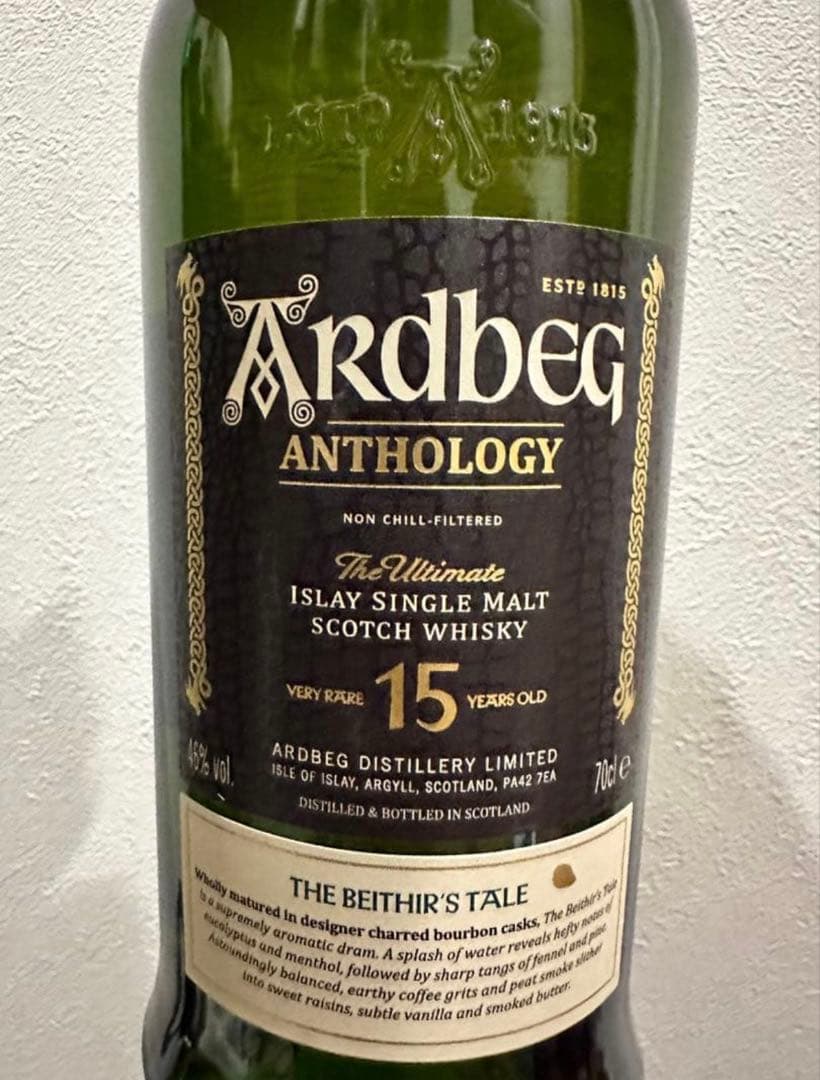 ESTD 1815
ESTD 1815
ARdbEG
ANTHOLOGY
NON CHILL-FILTERED
The Ultimate
ISLAY SINGLE MALT
SCOTCH WHISKY
VERY RARE 15 YEARS OLD
46% vol.
ARDBEG DISTILLERY LIMITED
ISLE OF ISLAY, ARGYLL, SCOTLAND, PA42 7EA
70cl e
DISTILLED & BOTTLED IN SCOTLAND
THE BEITHIR'S TALE
Wholly matured in designer charred bourbon casks, The Beithir's Tale
is a supremely aromatic dram. A splash of water reveals hefty notes of
eucalyptus and menthol, followed by sharp tangs of fennel and pine.
Astoundingly balanced, earthy coffee grits and peat smoke slither
into sweet raisins, subtle vanilla and smoked butter.